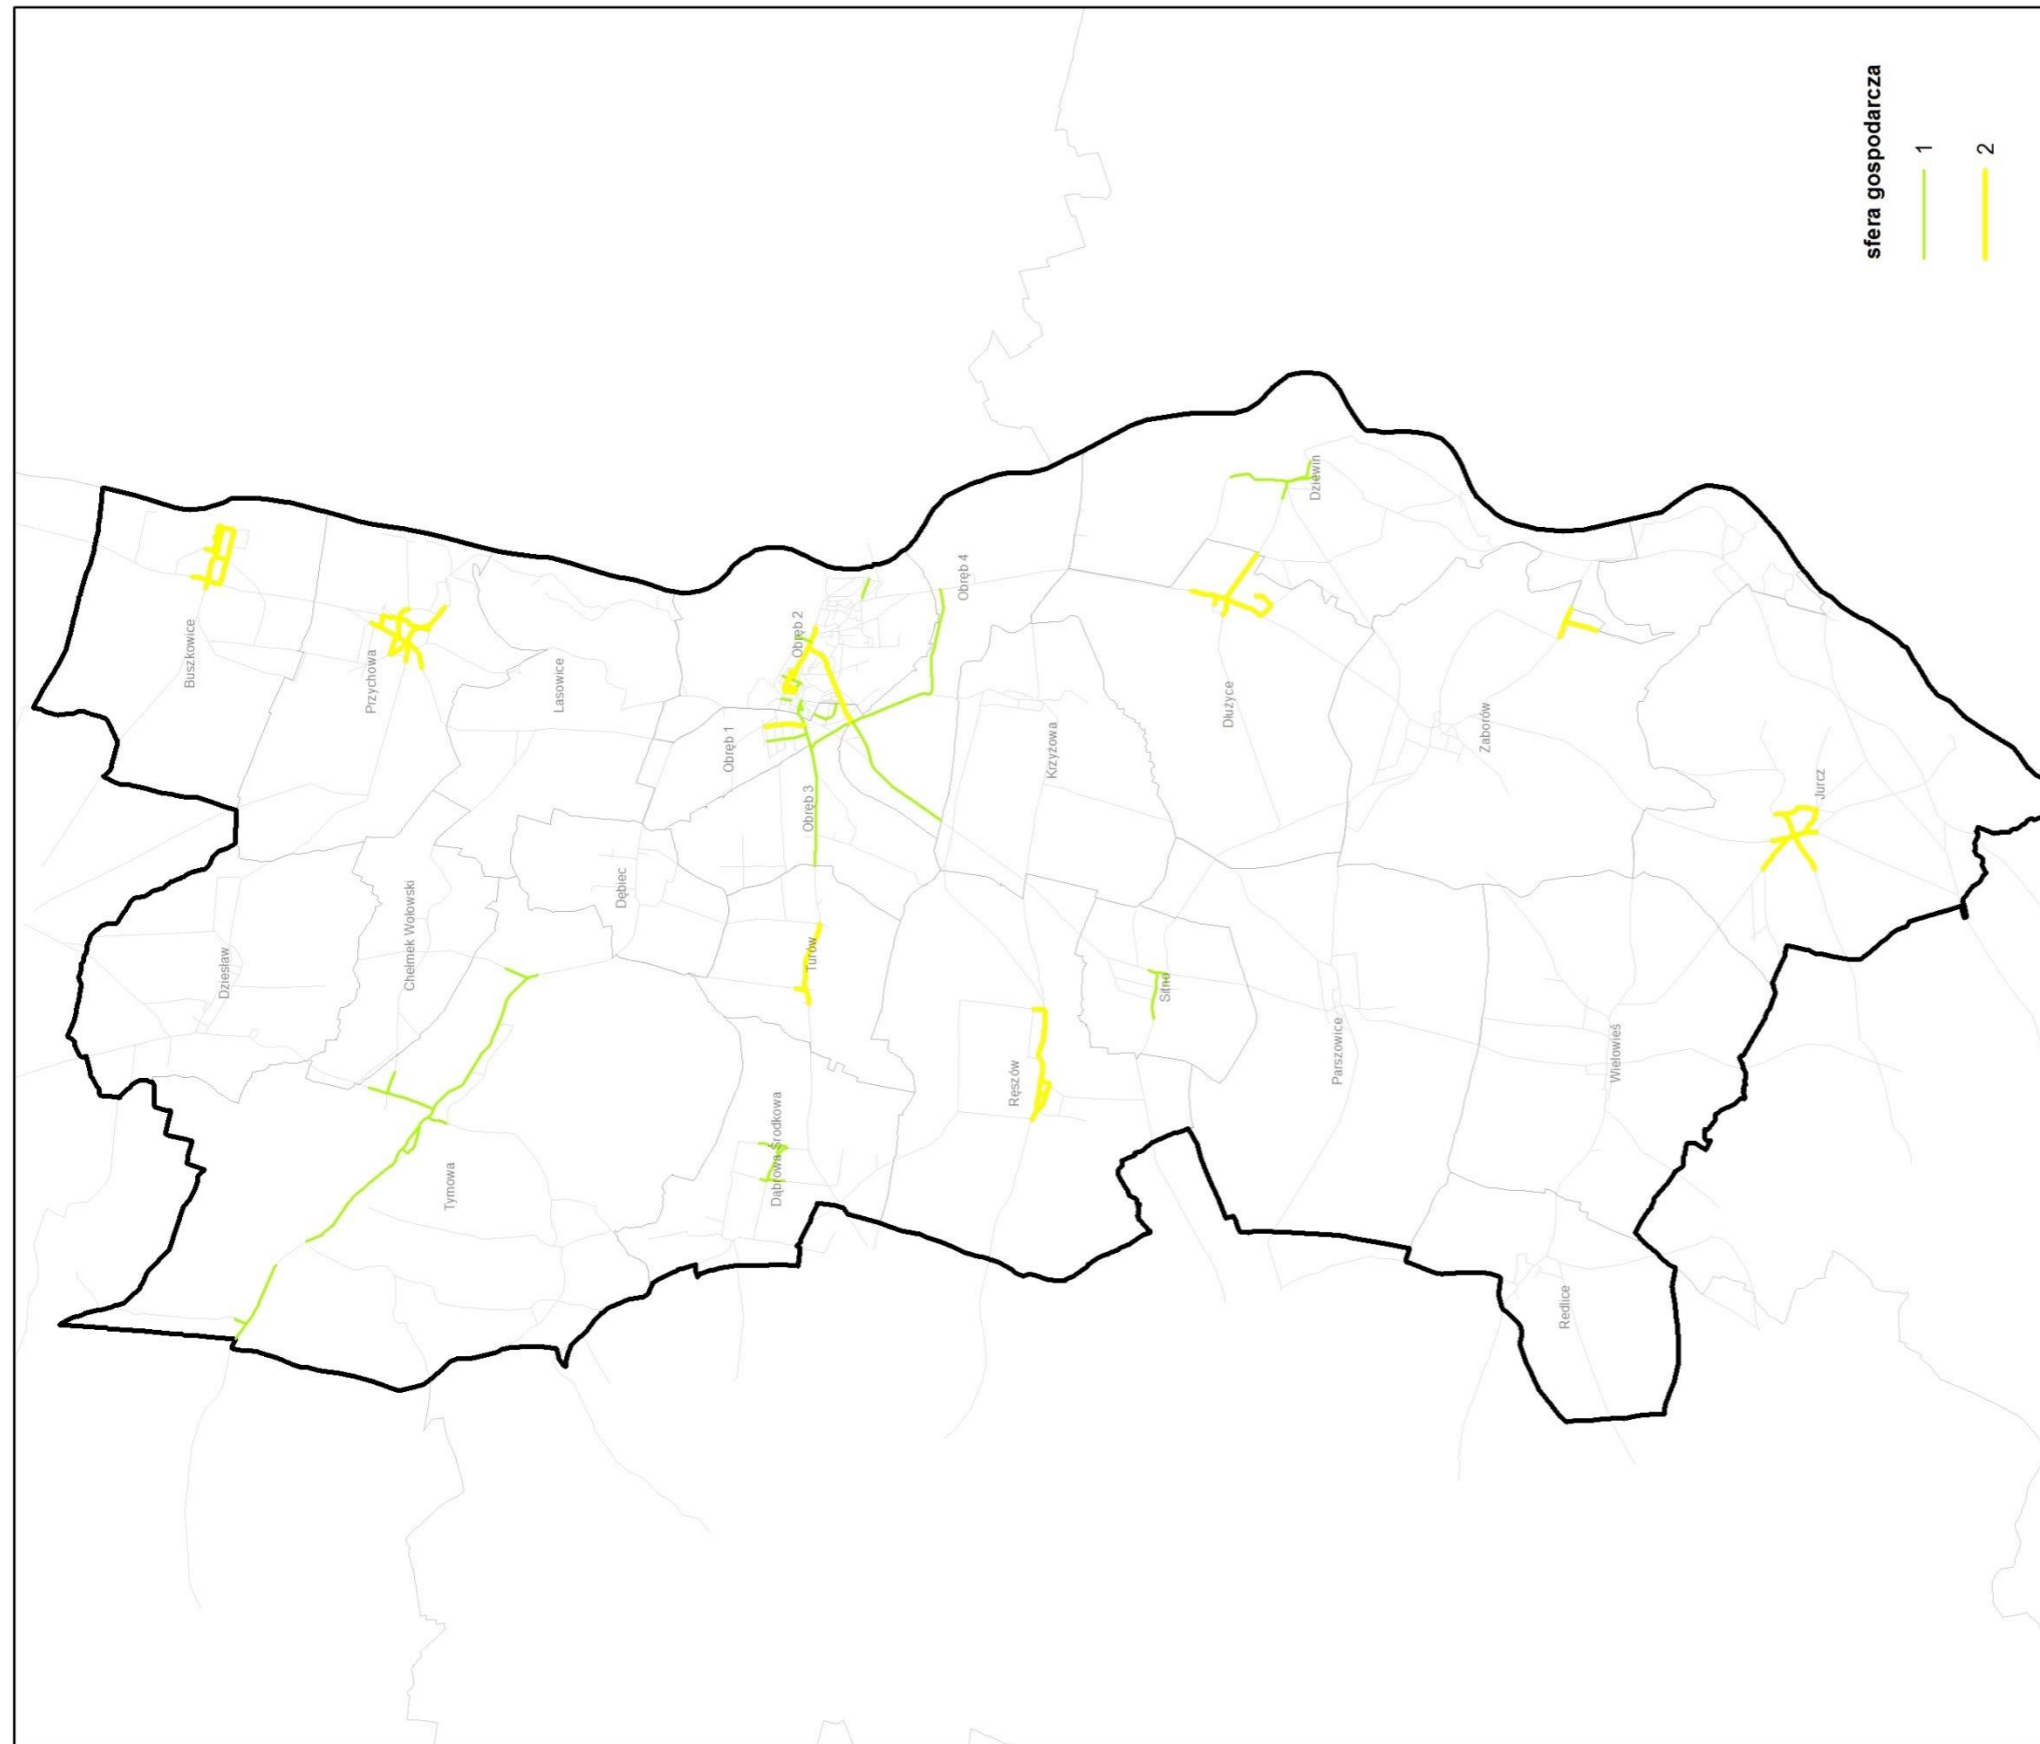 sfera gospodarcza
1
2
Buszkowice
Przychowa
Lasowice
Dziesław
Chełmek Wołowski
Dębiec
Tymowa
Obręb 1
Obręb 2
Obręb 3
Obręb 4
Turów
Dąbrowa Środkowa
Krzyżowa
Ręszów
Sitno
Dziewin
Dłużyce
Parszowice
Zaborów
Wielowieś
Redlice
Jurcz